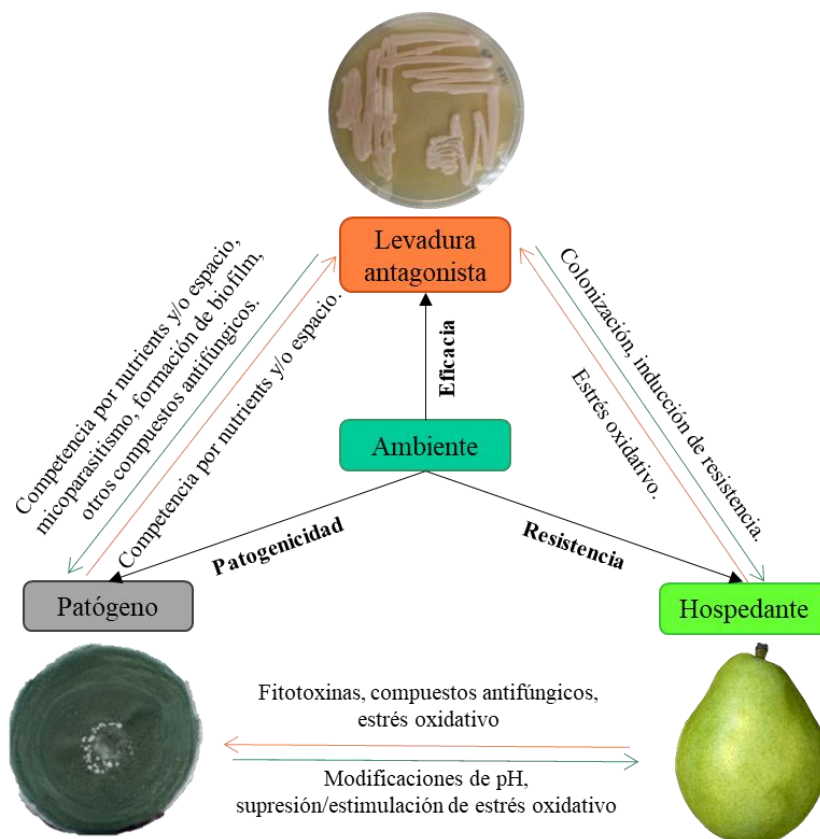 Levadura
antagonista
Competencia por nutrients y/o espacio,
micoparasitismo, formación de biofilm,
otros compuestos antifúngicos.
Competencia por nutrients y/o espacio.
Colonización, inducción de resistencia.
Estrés oxidativo.
Eficacia
Ambiente
Patogenicidad
Resistencia
Patógeno
Hospedante
Fitotoxinas, compuestos antifúngicos,
estrés oxidativo
Modificaciones de pH,
supresión/estimulación de estrés oxidativo